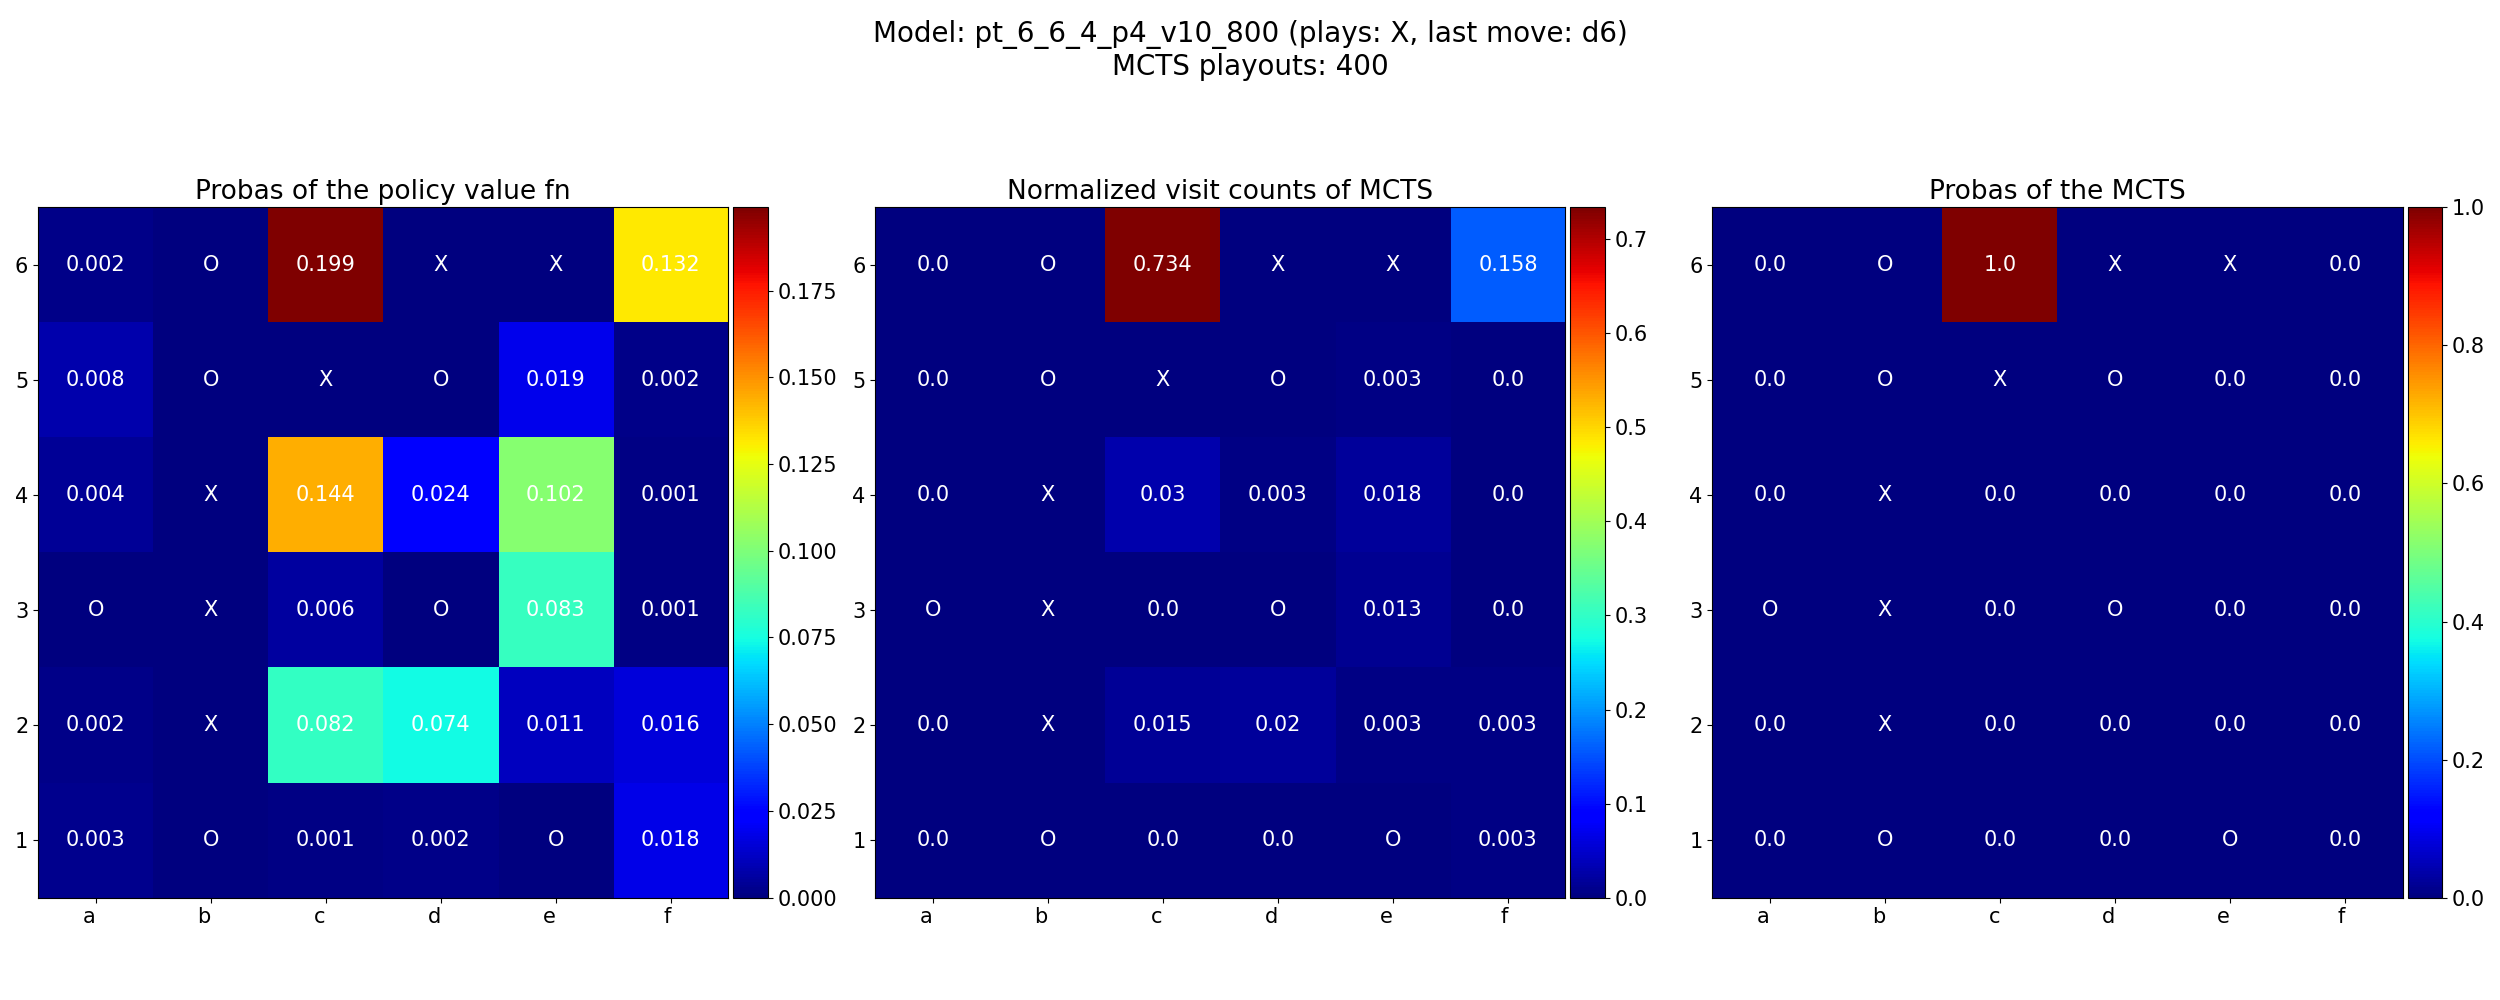 Model: pt_6_6_4_p4_v10_800 (plays: X, last move: d6)
MCTS playouts: 400
Probas of the policy value fn
6 0.002 O 0.199 X X 0.132
5 0.008 O X O 0.019 0.002
4 0.004 X 0.144 0.024 0.102 0.001
3 O X 0.006 O 0.083 0.001
2 0.002 X 0.082 0.074 0.011 0.016
1 0.003 O 0.001 0.002 O 0.018
a b c d e f
0.175
0.150
0.125
0.100
0.075
0.050
0.025
0.000
Normalized visit counts of MCTS
6 0.0 O 0.734 X X 0.158
5 0.0 O X O 0.003 0.0
4 0.0 X 0.03 0.003 0.018 0.0
3 O X 0.0 O 0.013 0.0
2 0.0 X 0.015 0.02 0.003 0.003
1 0.0 O 0.0 0.0 O 0.003
a b c d e f
0.7
0.6
0.5
0.4
0.3
0.2
0.1
0.0
Probas of the MCTS
6 0.0 O 1.0 X X 0.0
5 0.0 O X O 0.0 0.0
4 0.0 X 0.0 0.0 0.0 0.0
3 O X 0.0 O 0.0 0.0
2 0.0 X 0.0 0.0 0.0 0.0
1 0.0 O 0.0 0.0 O 0.0
a b c d e f
1.0
0.8
0.6
0.4
0.2
0.0